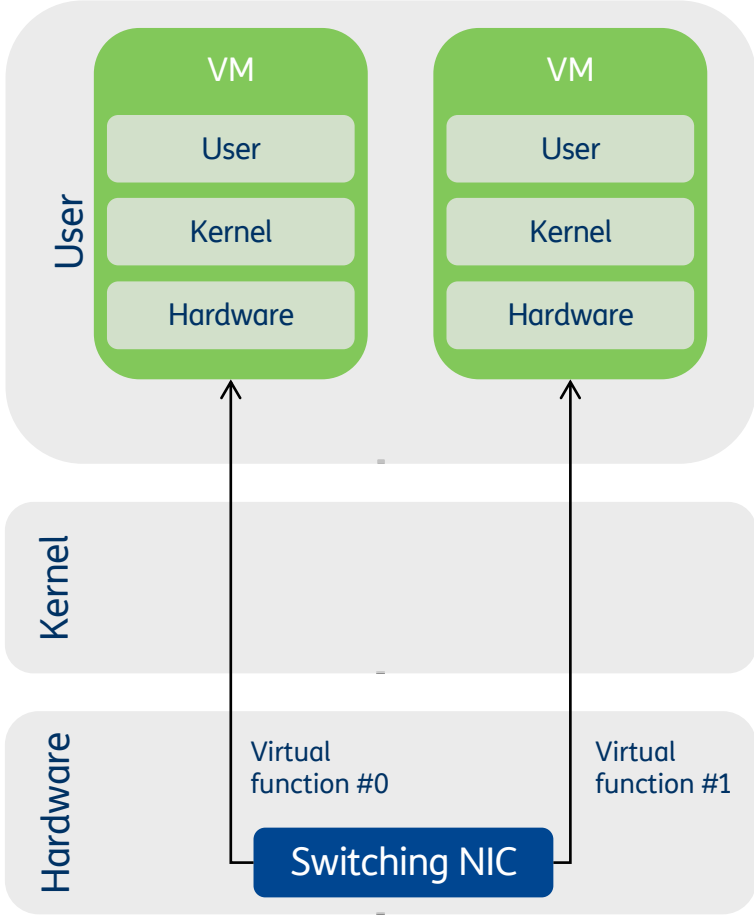 User
VM
User
Kernel
Hardware
VM
User
Kernel
Hardware
Kernel
Hardware
Virtual
function #0
Virtual
function #1
Switching NIC